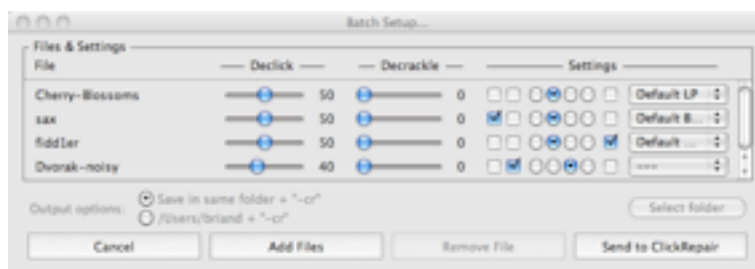 Batch Setup...
Files & Settings
File Declick Decrackle Settings
Cherry-Blossoms 50 0 Default LP
sax 50 0 Default B...
fiddler 50 0 Default ...
Dvorak-noisy 40 0 ---
Output options: Save in same folder + "-cr"
/Users/briand + "-cr" Select folder
Cancel Add Files Remove File Send to ClickRepair